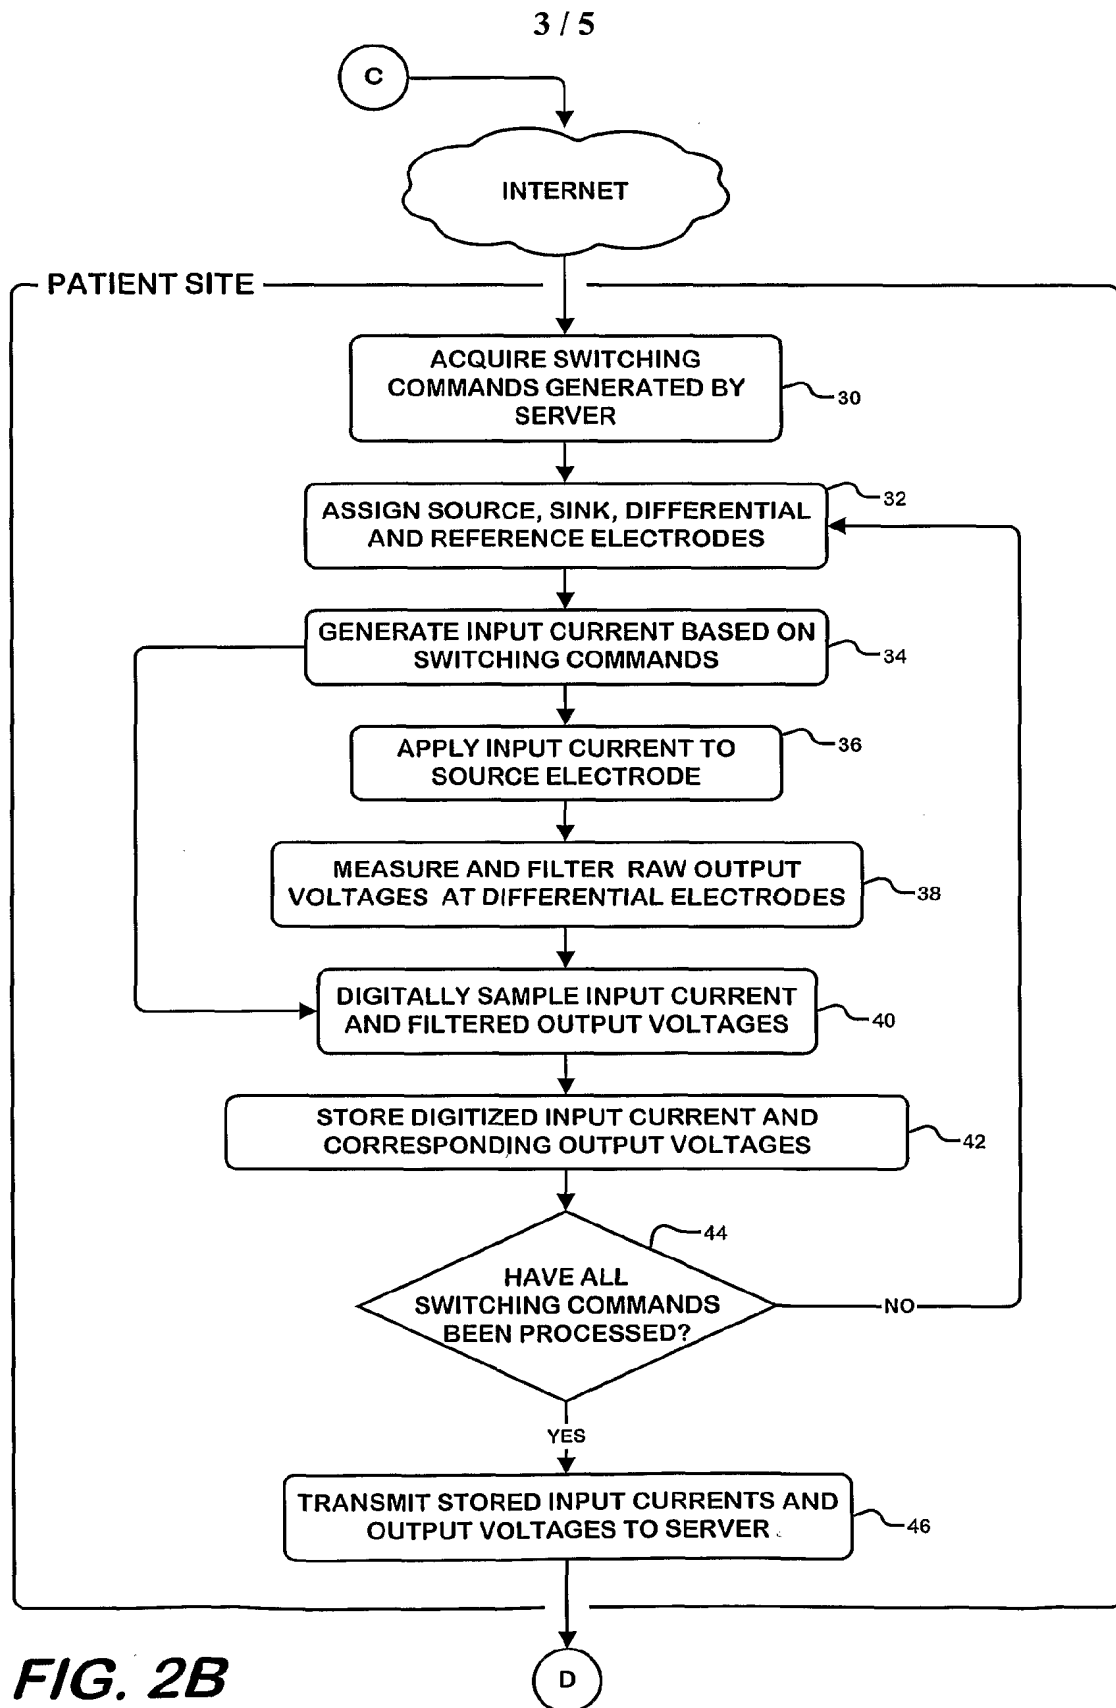 3 / 5
C
INTERNET
PATIENT SITE
ACQUIRE SWITCHING
COMMANDS GENERATED BY
SERVER
30
ASSIGN SOURCE, SINK, DIFFERENTIAL
AND REFERENCE ELECTRODES
32
GENERATE INPUT CURRENT BASED ON
SWITCHING COMMANDS
34
APPLY INPUT CURRENT TO
SOURCE ELECTRODE
36
MEASURE AND FILTER RAW OUTPUT
VOLTAGES AT DIFFERENTIAL ELECTRODES
38
DIGITALLY SAMPLE INPUT CURRENT
AND FILTERED OUTPUT VOLTAGES
40
STORE DIGITIZED INPUT CURRENT AND
CORRESPONDING OUTPUT VOLTAGES
42
44
HAVE ALL
SWITCHING COMMANDS
BEEN PROCESSED?
NO
YES
TRANSMIT STORED INPUT CURRENTS AND
OUTPUT VOLTAGES TO SERVER
46
D
FIG. 2B